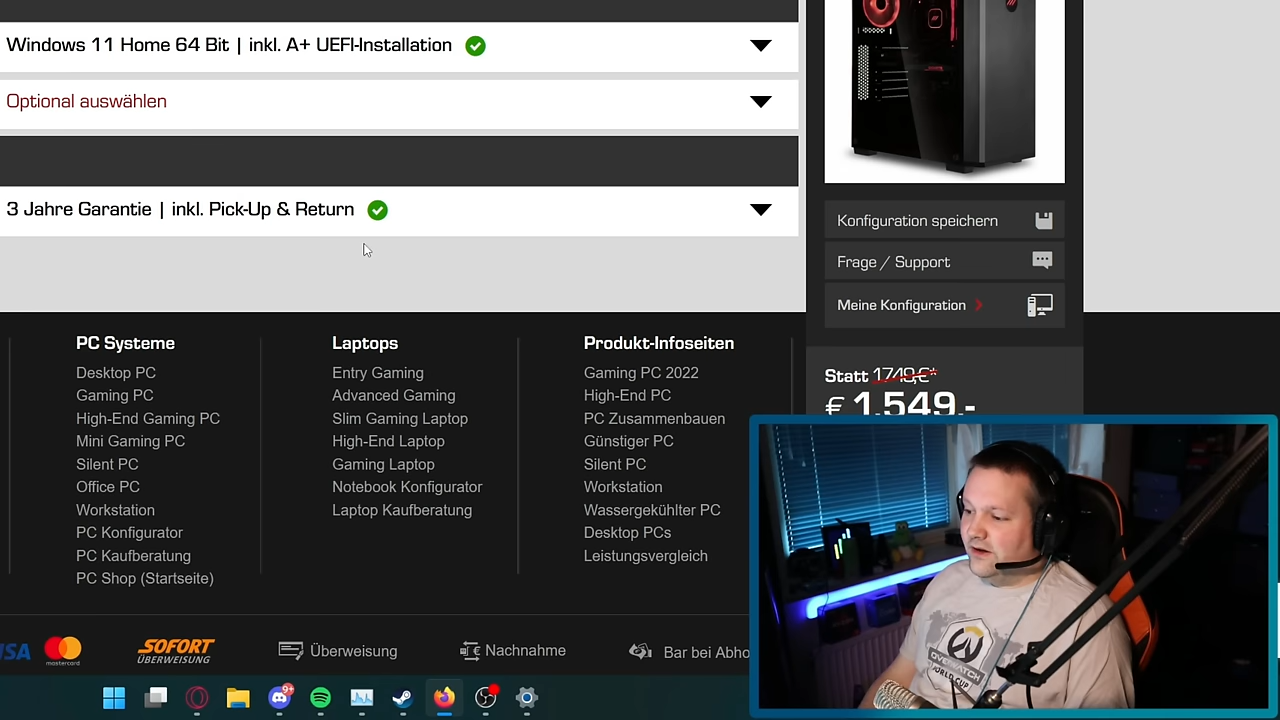 Windows 11 Home 64 Bit | inkl. A+ UEFI-Installation
Optional auswählen
3 Jahre Garantie | inkl. Pick-Up & Return
Konfiguration speichern
Frage / Support
Meine Konfiguration
Statt 1749,€*
€ 1.549,-
PC Systeme
Desktop PC
Gaming PC
High-End Gaming PC
Mini Gaming PC
Silent PC
Office PC
Workstation
PC Konfigurator
PC Kaufberatung
PC Shop (Startseite)
Laptops
Entry Gaming
Advanced Gaming
Slim Gaming Laptop
High-End Laptop
Gaming Laptop
Notebook Konfigurator
Laptop Kaufberatung
Produkt-Infoseiten
Gaming PC 2022
High-End PC
PC Zusammenbauen
Günstiger PC
Silent PC
Workstation
Wassergekühlter PC
Desktop PCs
Leistungsvergleich
VISA
mastercard
SOFORT
ÜBERWEISUNG
Überweisung
Nachnahme
Bar bei Abho
9+
OVERWATCH
WORLD CUP